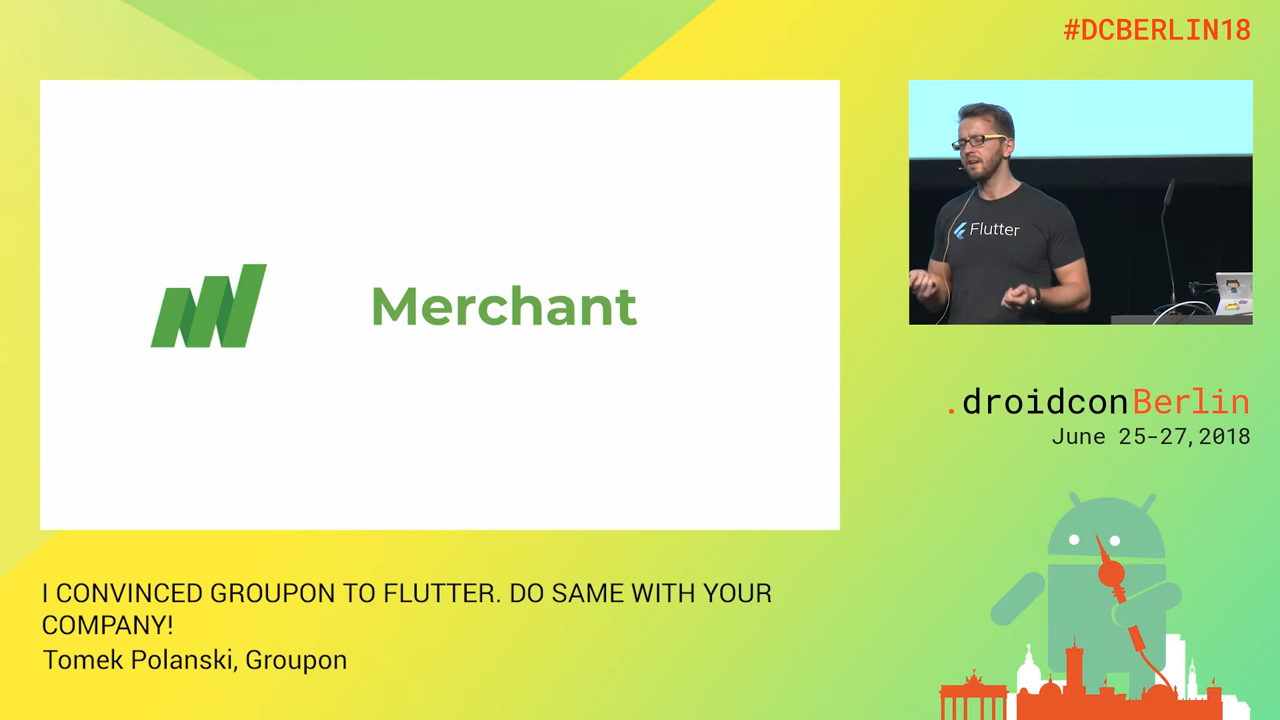 #DCBERLIN18
Merchant
Flutter
.droidconBerlin
June 25-27, 2018
I CONVINCED GROUPON TO FLUTTER. DO SAME WITH YOUR
COMPANY!
Tomek Polanski, Groupon